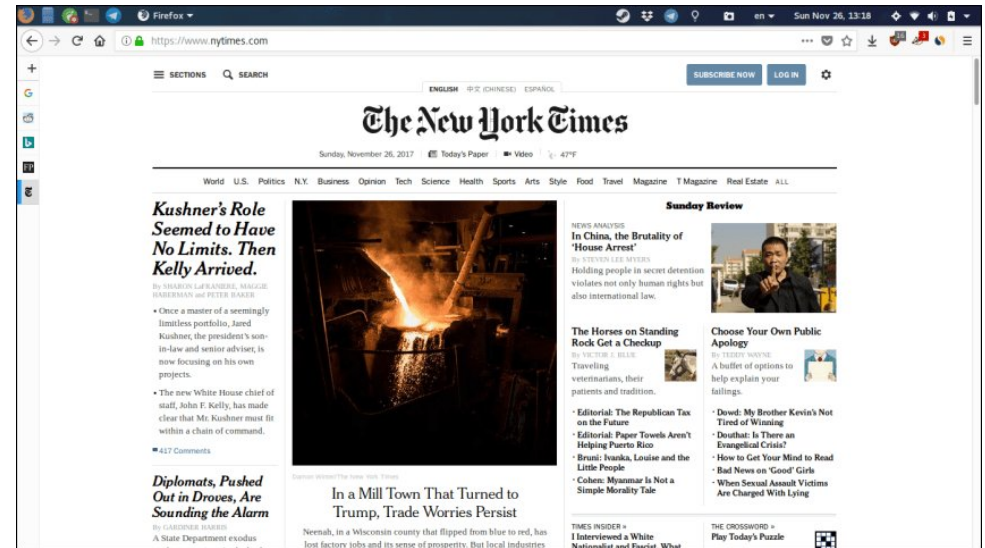 Firefox
en
Sun Nov 26, 13:18
https://www.nytimes.com
SECTIONS
SEARCH
SUBSCRIBE NOW
LOG IN
ENGLISH 中文 (CHINESE) ESPAÑOL
The New York Times
Sunday, November 26, 2017
Today's Paper
Video
47°F
World U.S. Politics N.Y. Business Opinion Tech Science Health Sports Arts Style Food Travel Magazine T Magazine Real Estate ALL
Kushner's Role
Seemed to Have
No Limits. Then
Kelly Arrived.
By SHARON LaFRANIERE, MAGGIE
HABERMAN and PETER BAKER
Once a master of a seemingly
limitless portfolio, Jared
Kushner, the president's son-
in-law and senior adviser, is
now focusing on his own
projects.
The new White House chief of
staff, John F. Kelly, has made
clear that Mr. Kushner must fit
within a chain of command.
417 Comments
Diplomats, Pushed
Out in Droves, Are
Sounding the Alarm
By GARDINER HARRIS
A State Department exodus
In a Mill Town That Turned to
Trump, Trade Worries Persist
Neenah, in a Wisconsin county that flipped from blue to red, has
lost factory jobs and its sense of prosperity. But local industries
Sunday Review
NEWS ANALYSIS
In China, the Brutality of
'House Arrest'
By STEVEN LEE MYERS
Holding people in secret detention
violates not only human rights but
also international law.
The Horses on Standing
Rock Get a Checkup
By VICTOR J. BLUE
Traveling
veterinarians, their
patients and tradition.
Choose Your Own Public
Apology
By TEDDY WAYNE
A buffet of options to
help explain your
failings.
Editorial: The Republican Tax
on the Future
Editorial: Paper Towels Aren't
Helping Puerto Rico
Bruni: Ivanka, Louise and the
Little People
Cohen: Myanmar Is Not a
Simple Morality Tale
Dowd: My Brother Kevin's Not
Tired of Winning
Douthat: Is There an
Evangelical Crisis?
How to Get Your Mind to Read
Bad News on 'Good' Girls
When Sexual Assault Victims
Are Charged With Lying
TIMES INSIDER »
I Interviewed a White
Nationalist and Fascist. What
THE CROSSWORD »
Play Today's Puzzle